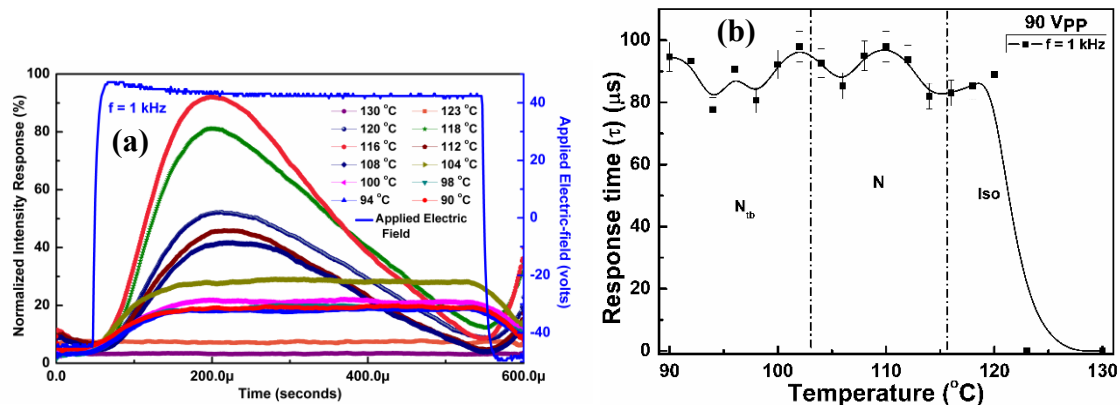 (a)
f = 1 kHz
130 °C 123 °C
120 °C 118 °C
116 °C 112 °C
108 °C 104 °C
100 °C 98 °C
94 °C 90 °C
Applied Electric
Field
Normalized Intensity Response (%)
100
80
60
40
20
0
0.0 200.0µ 400.0µ 600.0µ
Time (seconds)
40
20
0
-20
-40
Applied Electric-field (volts)
(b)
90 VPP
f = 1 kHz
Response time (τ) (µs)
100
80
60
40
20
0
Ntb
N
Iso
90 100 110 120 130
Temperature (°C)